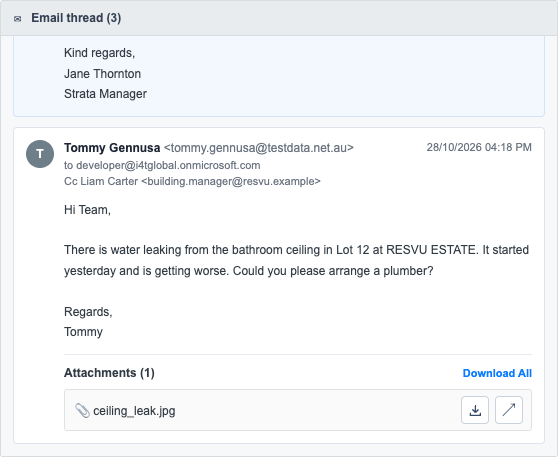 Email thread (3)
Kind regards,
Jane Thornton
Strata Manager
T
Tommy Gennusa <tommy.gennusa@testdata.net.au>
28/10/2026 04:18 PM
to developer@i4tglobal.onmicrosoft.com
Cc Liam Carter <building.manager@resvu.example>
Hi Team,
There is water leaking from the bathroom ceiling in Lot 12 at RESVU ESTATE. It started
yesterday and is getting worse. Could you please arrange a plumber?
Regards,
Tommy
Attachments (1)
Download All
ceiling_leak.jpg